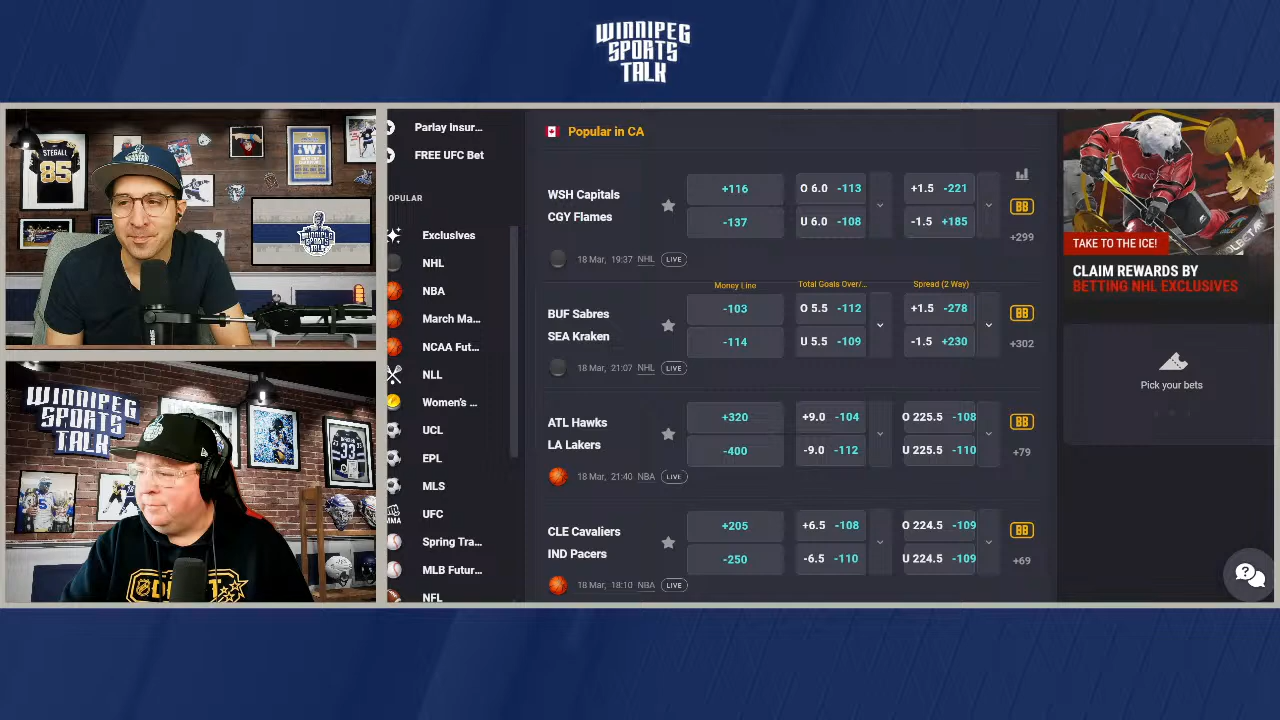 WINNIPEG
SPORTS
TALK
STEGALL
85
W
WINNIPEG
SPORTS
TALK
WINNIPEG
SPORTS
TALK
33
Parlay Insur...
FREE UFC Bet
OPULAR
Exclusives
NHL
NBA
March Ma...
NCAA Fut...
NLL
Women's ...
UCL
EPL
MLS
UFC
Spring Tra...
MLB Futur...
NFL
Popular in CA
WSH Capitals
CGY Flames
+116
-137
O 6.0 -113
U 6.0 -108
+1.5 -221
-1.5 +185
BB
+299
18 Mar, 19:37 NHL LIVE
Money Line
Total Goals Over/...
Spread (2 Way)
BUF Sabres
SEA Kraken
-103
-114
O 5.5 -112
U 5.5 -109
+1.5 -278
-1.5 +230
BB
+302
18 Mar, 21:07 NHL LIVE
ATL Hawks
LA Lakers
+320
-400
+9.0 -104
-9.0 -112
O 225.5 -108
U 225.5 -110
BB
+79
18 Mar, 21:40 NBA LIVE
CLE Cavaliers
IND Pacers
+205
-250
+6.5 -108
-6.5 -110
O 224.5 -109
U 224.5 -109
BB
+69
18 Mar, 18:10 NBA LIVE
TAKE TO THE ICE!
CLAIM REWARDS BY
BETTING NHL EXCLUSIVES
Pick your bets